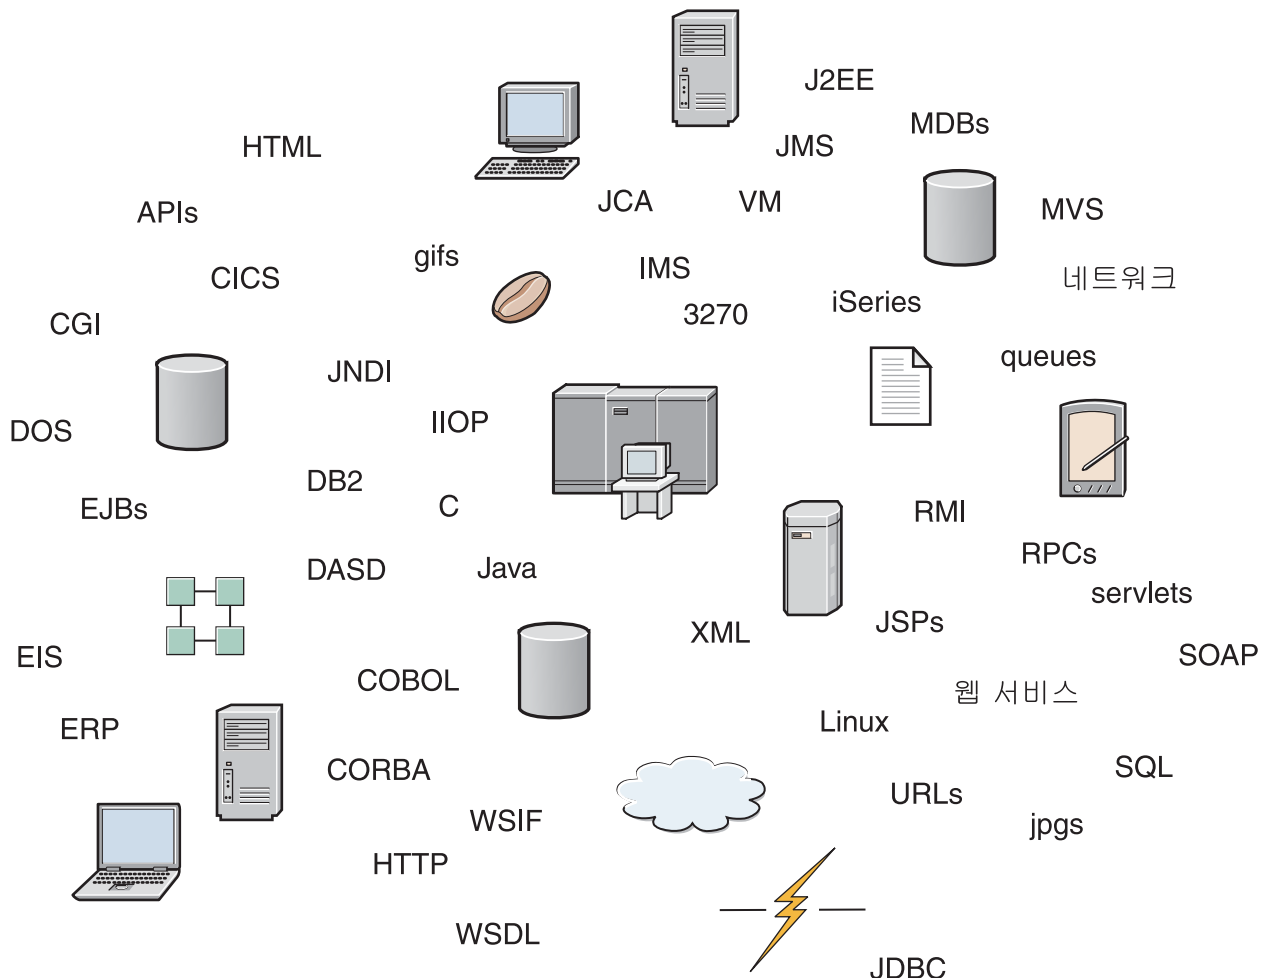 J2EE
MDBs
HTML
JMS
JCA
VM
APIs
MVS
gifs
IMS
CICS
네트워크
iSeries
3270
CGI
queues
JNDI
IIOP
DOS
DB2
C
EJBs
RMI
RPCs
DASD
Java
servlets
JSPs
XML
EIS
SOAP
COBOL
웹 서비스
Linux
ERP
CORBA
SQL
URLs
WSIF
jpgs
HTTP
WSDL
JDBC